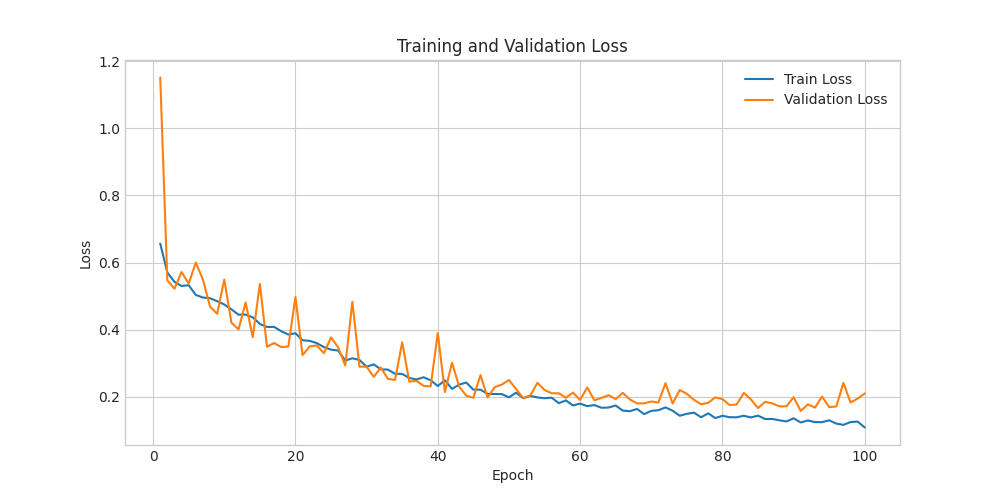 Training and Validation Loss
Train Loss
Validation Loss
Loss
1.2
1.0
0.8
0.6
0.4
0.2
0 20 40 60 80 100
Epoch